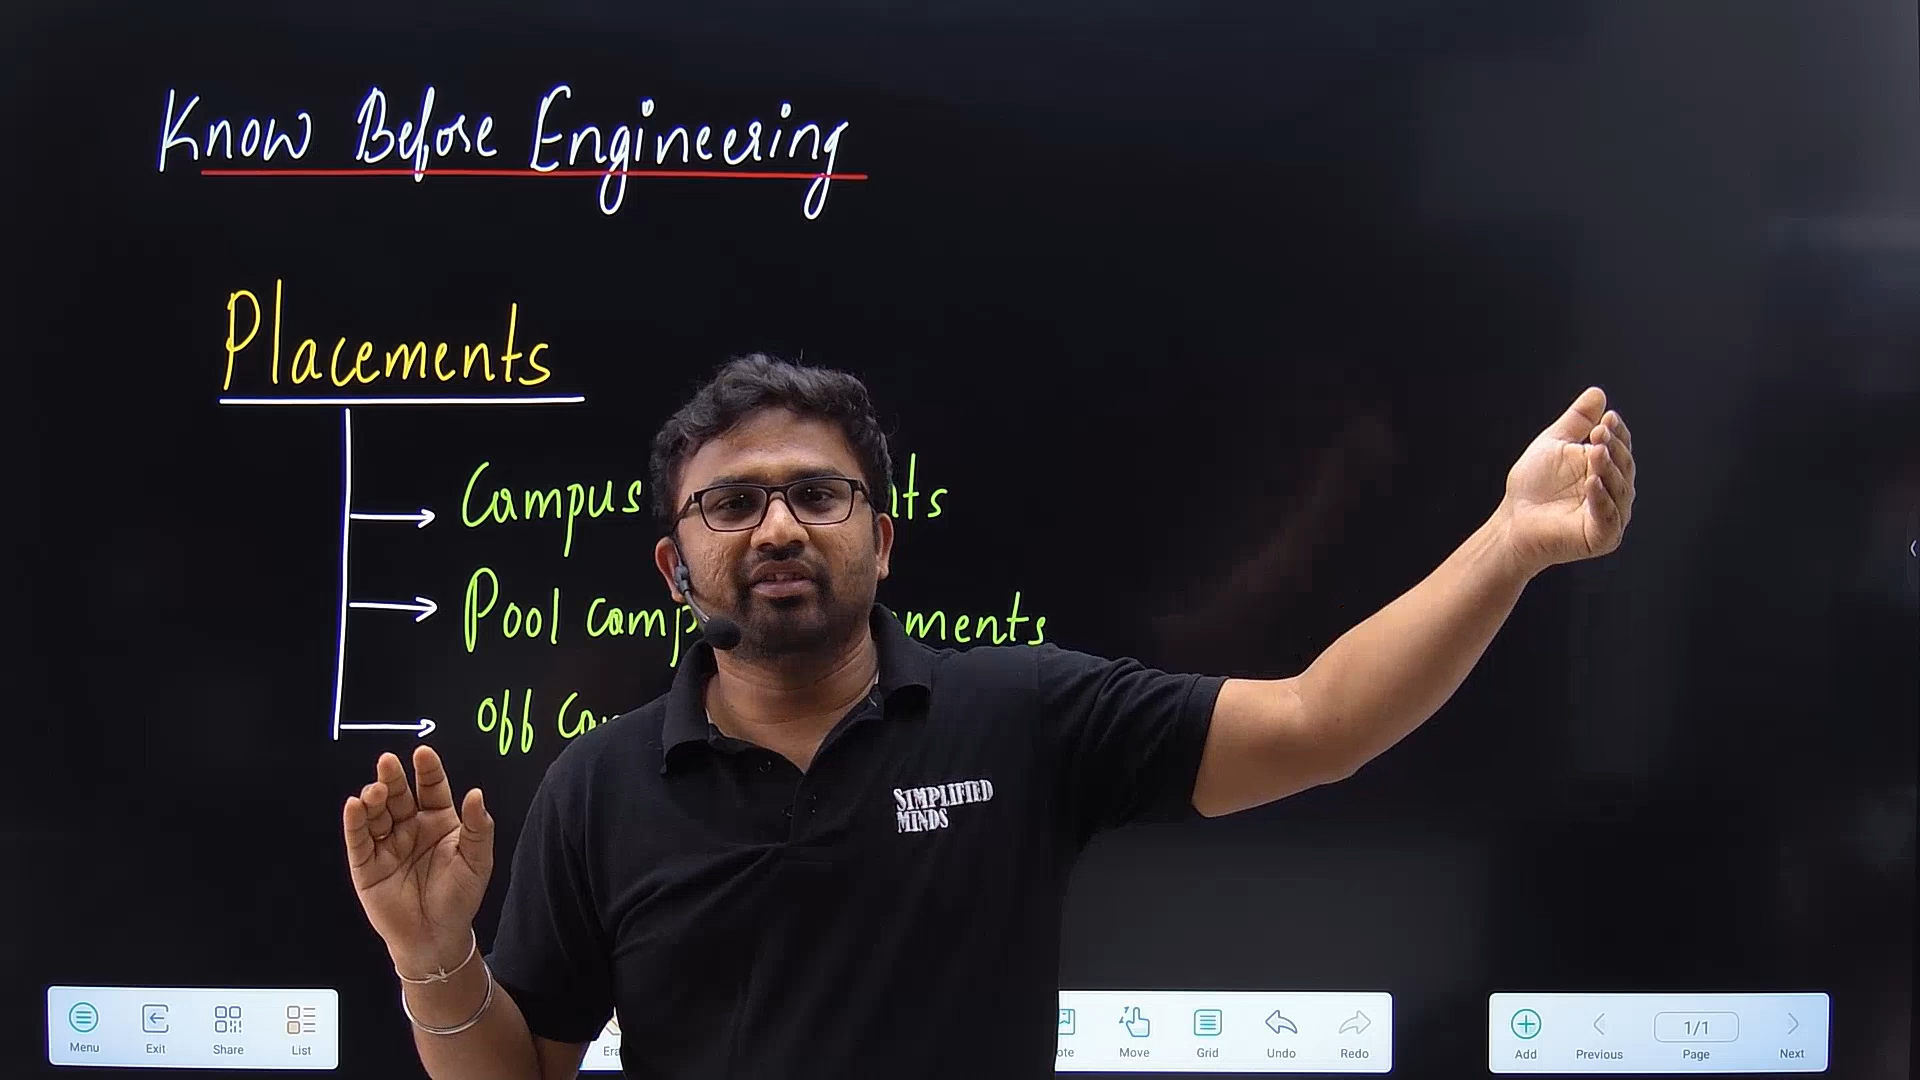 Know Before Engineering
Placements
Campus
Pool
off
SIMPLIFIED
MINDS
Menu
Exit
Share
List
Move
Grid
Undo
Redo
Add
Previous
1/1
Page
Next